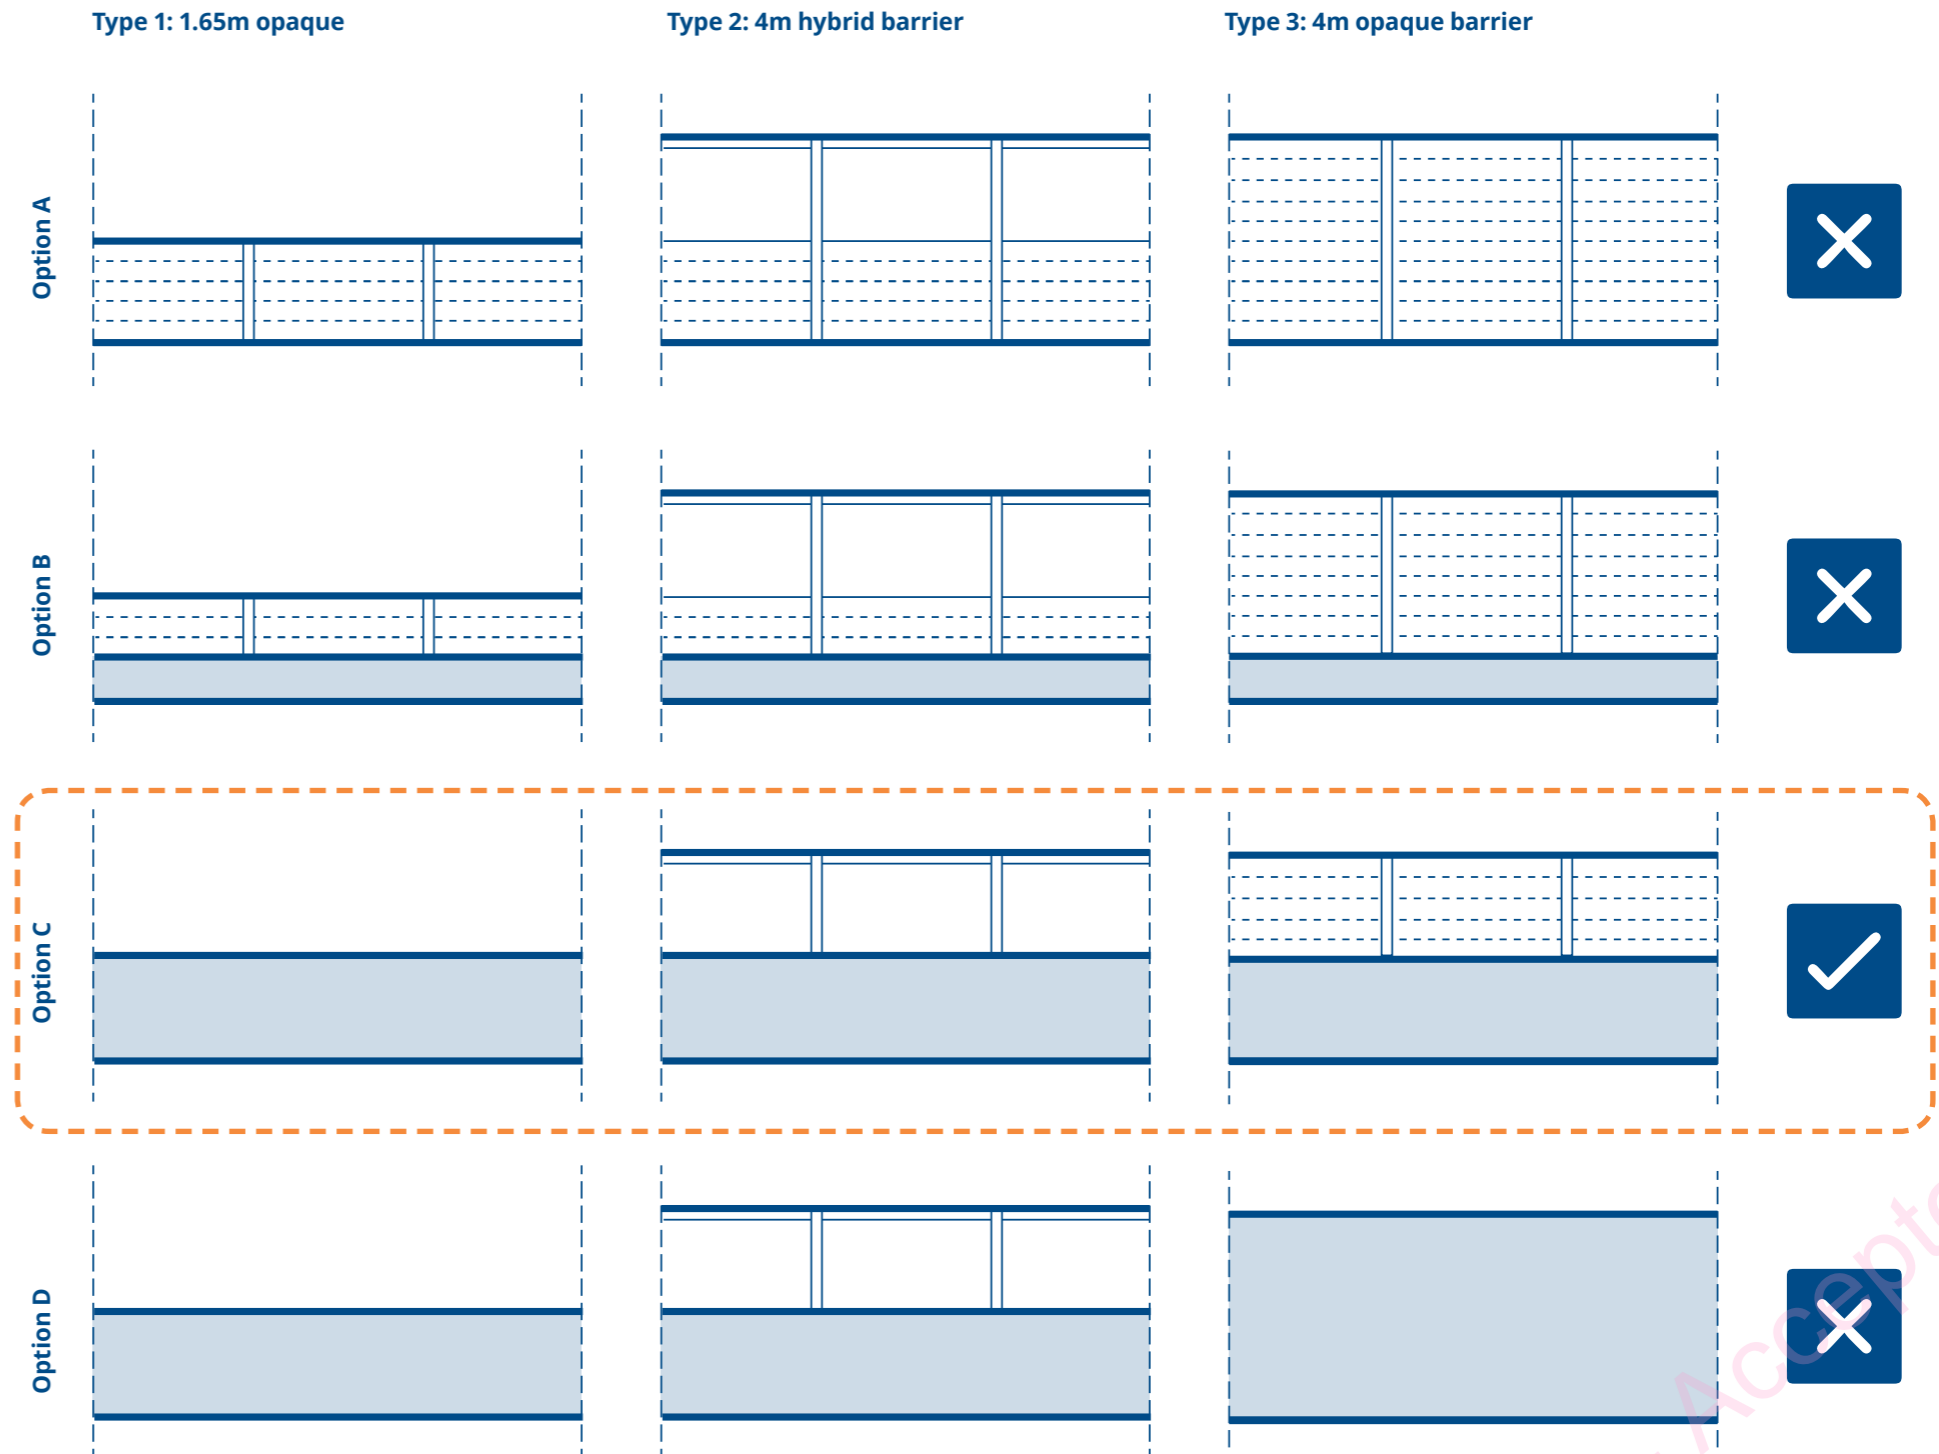 Type 1: 1.65m opaque
Type 2: 4m hybrid barrier
Type 3: 4m opaque barrier
Option A
Option B
Option C
Option D